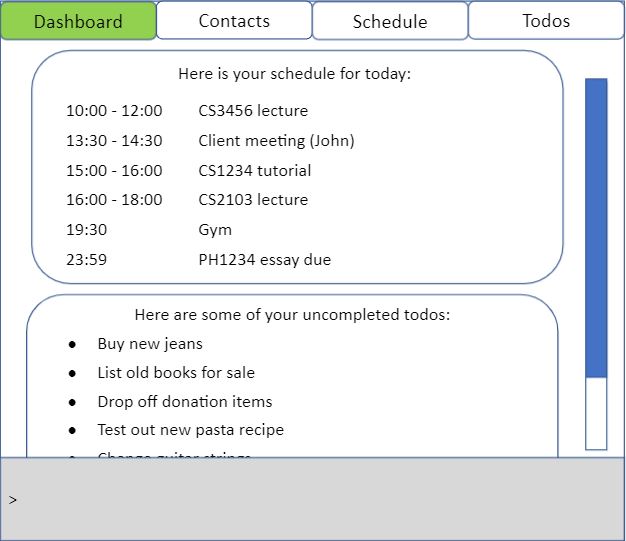 Dashboard Contacts Schedule Todos
Here is your schedule for today:
10:00 - 12:00 CS3456 lecture
13:30 - 14:30 Client meeting (John)
15:00 - 16:00 CS1234 tutorial
16:00 - 18:00 CS2103 lecture
19:30 Gym
23:59 PH1234 essay due
Here are some of your uncompleted todos:
● Buy new jeans
● List old books for sale
● Drop off donation items
● Test out new pasta recipe
● Change guitar strings
>